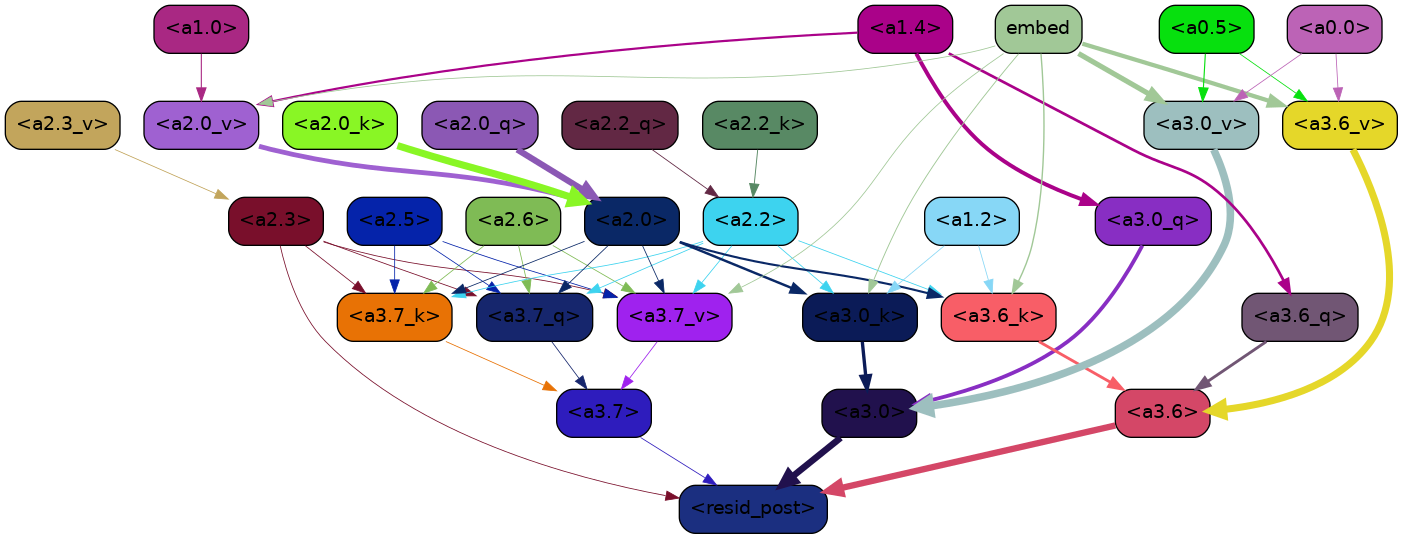 <a1.0>
<a1.4>
embed
<a0.5>
<a0.0>
<a2.3_v>
<a2.0_v>
<a2.0_k>
<a2.0_q>
<a2.2_q>
<a2.2_k>
<a3.0_v>
<a3.6_v>
<a2.3>
<a2.5>
<a2.6>
<a2.0>
<a2.2>
<a1.2>
<a3.0_q>
<a3.7_k>
<a3.7_q>
<a3.7_v>
<a3.0_k>
<a3.6_k>
<a3.6_q>
<a3.7>
<a3.0>
<a3.6>
<resid_post>